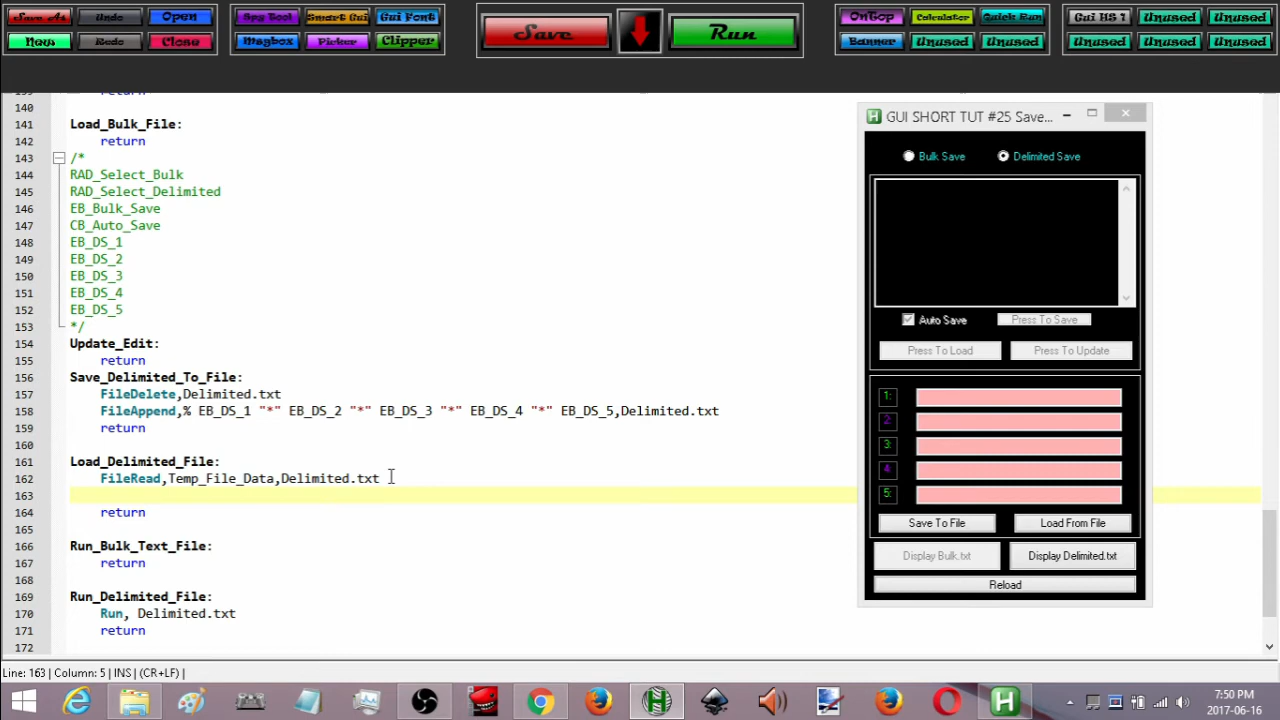 Save As Undo Open Spy Tool Smart Gui Gui Font Save Run OnTop Calculator Quick Run Gui HS 1 Unused Unused
New Redo Close Msgbox Picker Clipper Banner Unused Unused Unused Unused Unused
140
141 Load_Bulk_File:
142 return
143 /*
144 RAD_Select_Bulk
145 RAD_Select_Delimited
146 EB_Bulk_Save
147 CB_Auto_Save
148 EB_DS_1
149 EB_DS_2
150 EB_DS_3
151 EB_DS_4
152 EB_DS_5
153 */
154 Update_Edit:
155 return
156 Save_Delimited_To_File:
157 FileDelete,Delimited.txt
158 FileAppend,% EB_DS_1 "*" EB_DS_2 "*" EB_DS_3 "*" EB_DS_4 "*" EB_DS_5,Delimited.txt
159 return
160
161 Load_Delimited_File:
162 FileRead,Temp_File_Data,Delimited.txt
163
164 return
165
166 Run_Bulk_Text_File:
167 return
168
169 Run_Delimited_File:
170 Run, Delimited.txt
171 return
172
GUI SHORT TUT #25 Save...
Bulk Save Delimited Save
Auto Save Press To Save
Press To Load Press To Update
1:
2:
3:
4:
5:
Save To File Load From File
Display Bulk.txt Display Delimited.txt
Reload
Line: 163 | Column: 5 | INS | (CR+LF) |
7:50 PM
2017-06-16